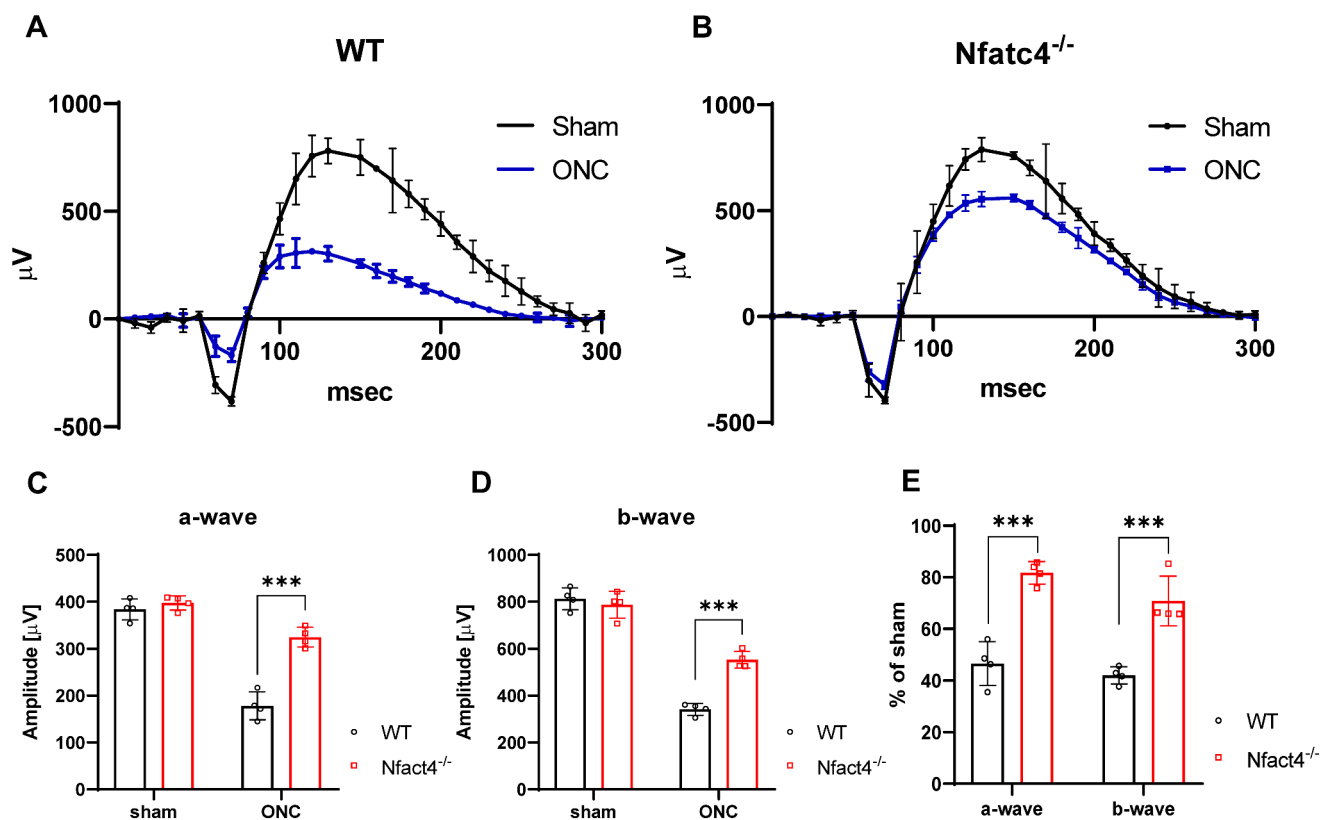 A
WT
1000
500
0
-500
μV
100
200
300
msec
Sham
ONC
B
Nfatc4-/-
1000
500
0
-500
μV
100
200
300
msec
Sham
ONC
C
a-wave
500
400
300
200
100
0
Amplitude [μV]
sham
ONC
***
WT
Nfact4-/-
D
b-wave
1000
800
600
400
200
0
Amplitude [μV]
sham
ONC
***
WT
Nfact4-/-
E
100
80
60
40
20
0
% of sham
a-wave
b-wave
***
***
WT
Nfact4-/-